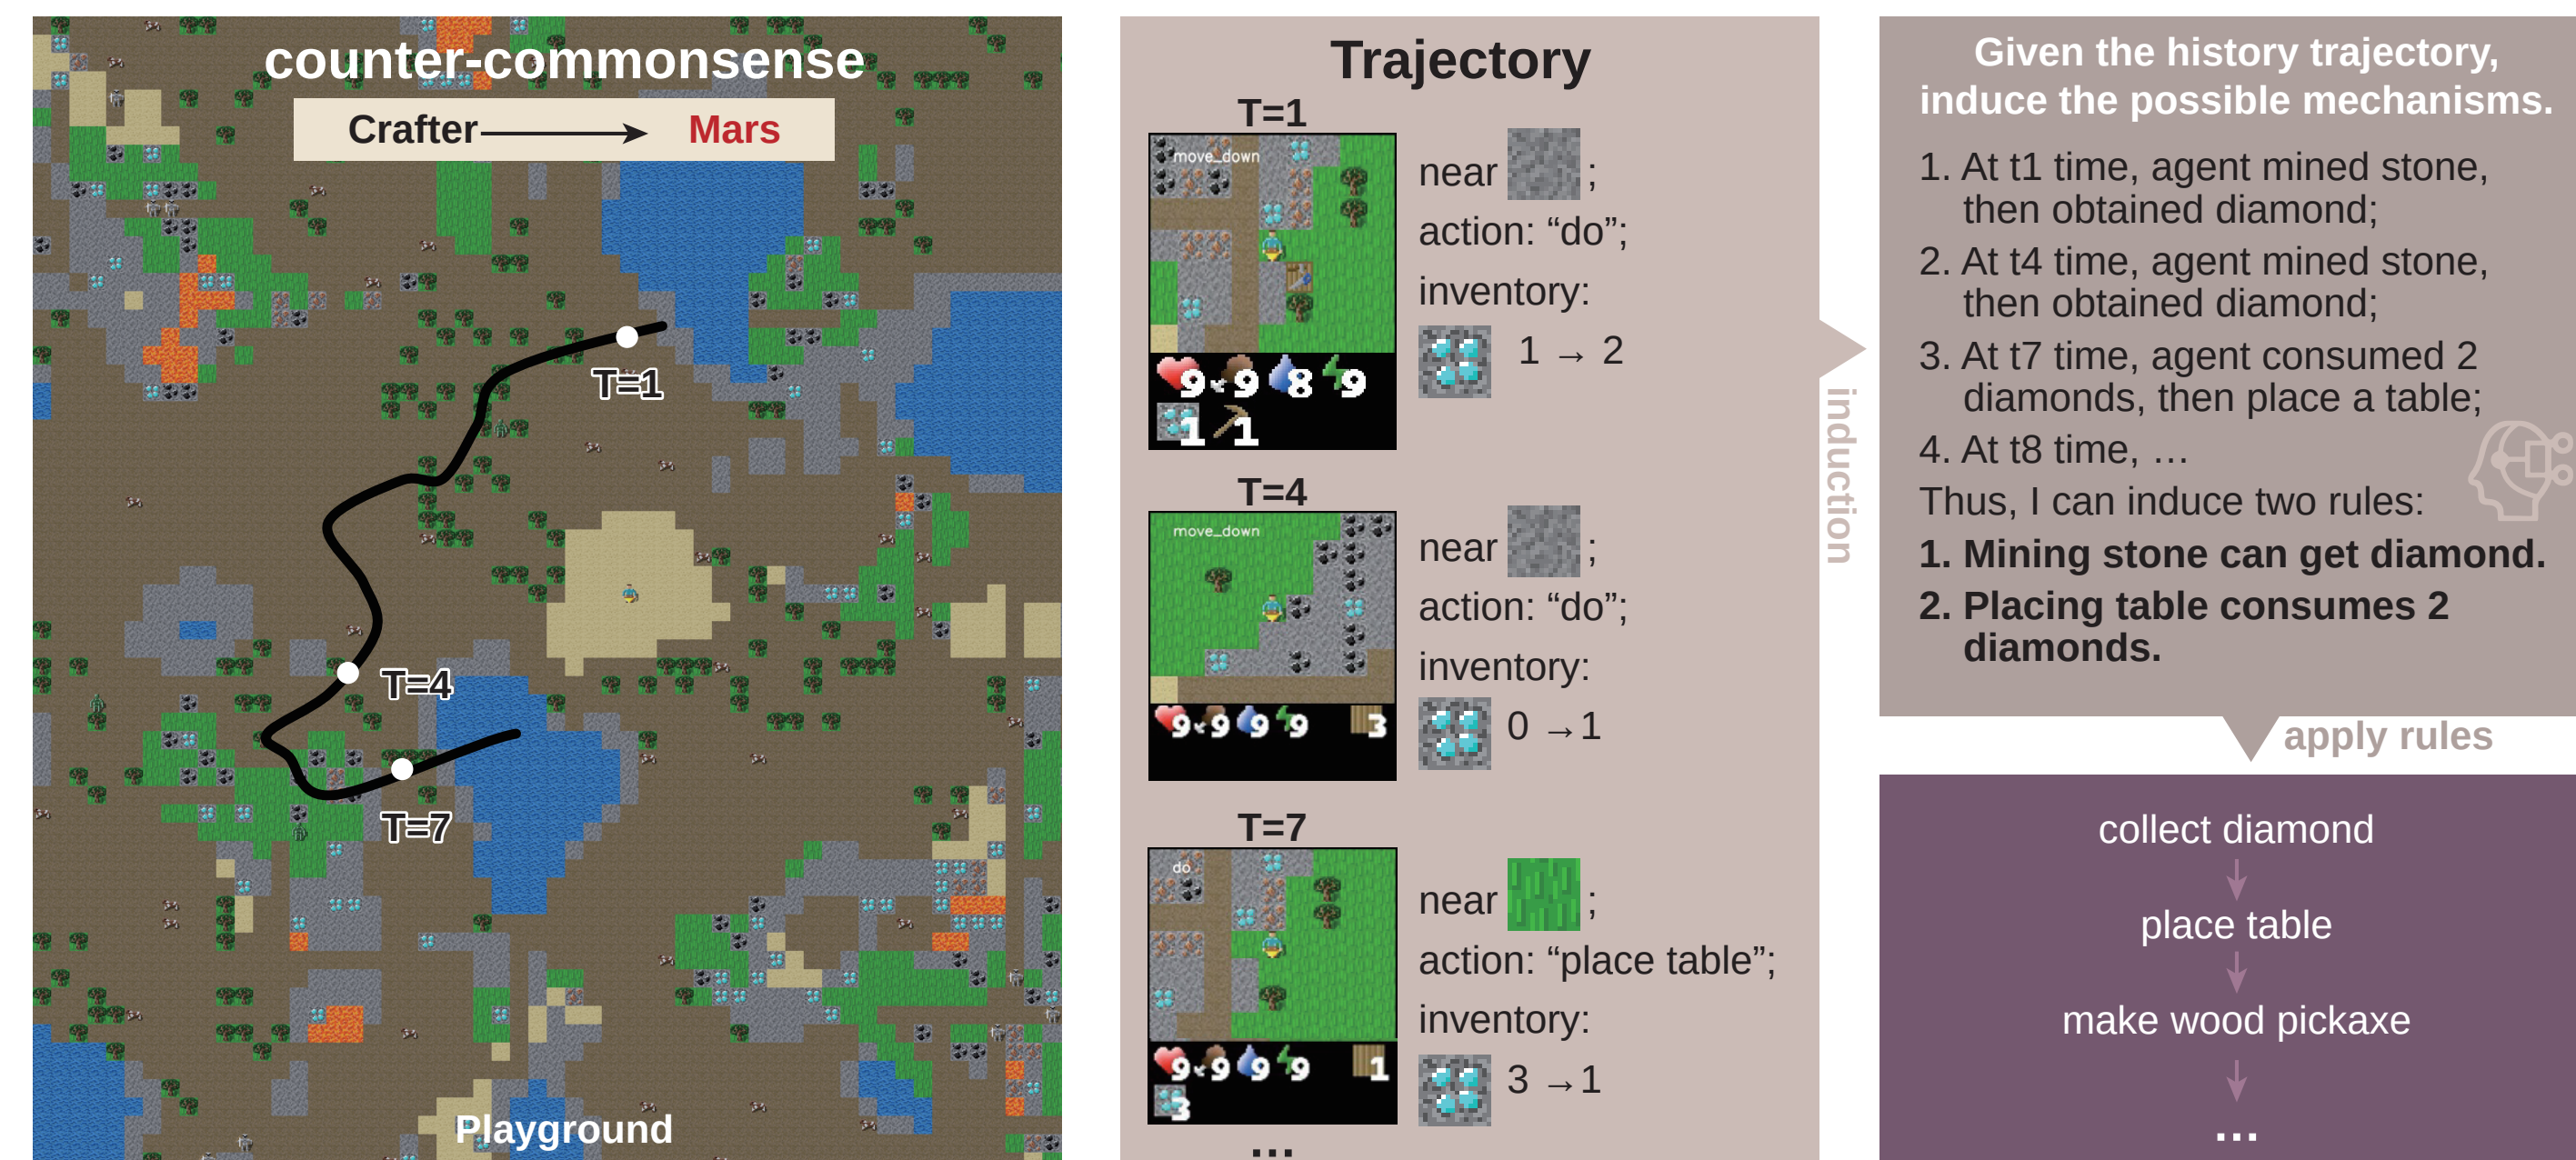 counter-commonsense
Crafter → Mars
T=1
T=4
T=7
Playground
Trajectory
T=1
move_down
9 9 8 9
1 1
near ;
action: “do”;
inventory:
1 → 2
T=4
move_down
9 9 9 9 3
near ;
action: “do”;
inventory:
0 →1
T=7
do
9 9 9 9 1
3
near ;
action: “place table”;
inventory:
3 →1
...
induction
Given the history trajectory,
induce the possible mechanisms.
1. At t1 time, agent mined stone,
then obtained diamond;
2. At t4 time, agent mined stone,
then obtained diamond;
3. At t7 time, agent consumed 2
diamonds, then place a table;
4. At t8 time, …
Thus, I can induce two rules:
1. Mining stone can get diamond.
2. Placing table consumes 2
diamonds.
apply rules
collect diamond
place table
make wood pickaxe
...